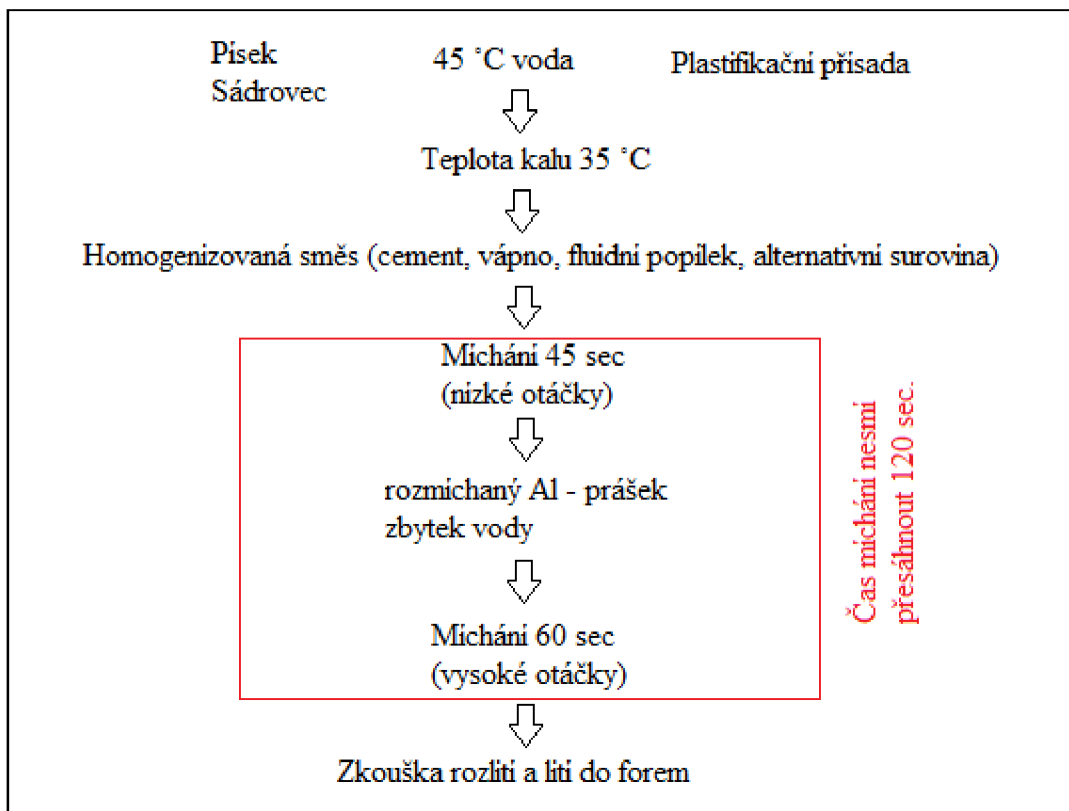 Písek
Sádrovec
45 ˚C voda
Plastifikační přísada
Teplota kalu 35 ˚C
Homogenizovaná směs (cement, vápno, fluidní popílek, alternativní surovina)
Míchání 45 sec
(nízké otáčky)
rozmíchaný Al - prášek
zbytek vody
Míchání 60 sec
(vysoké otáčky)
Čas míchání nesmí
přesáhnout 120 sec.
Zkouška rozlití a lití do forem